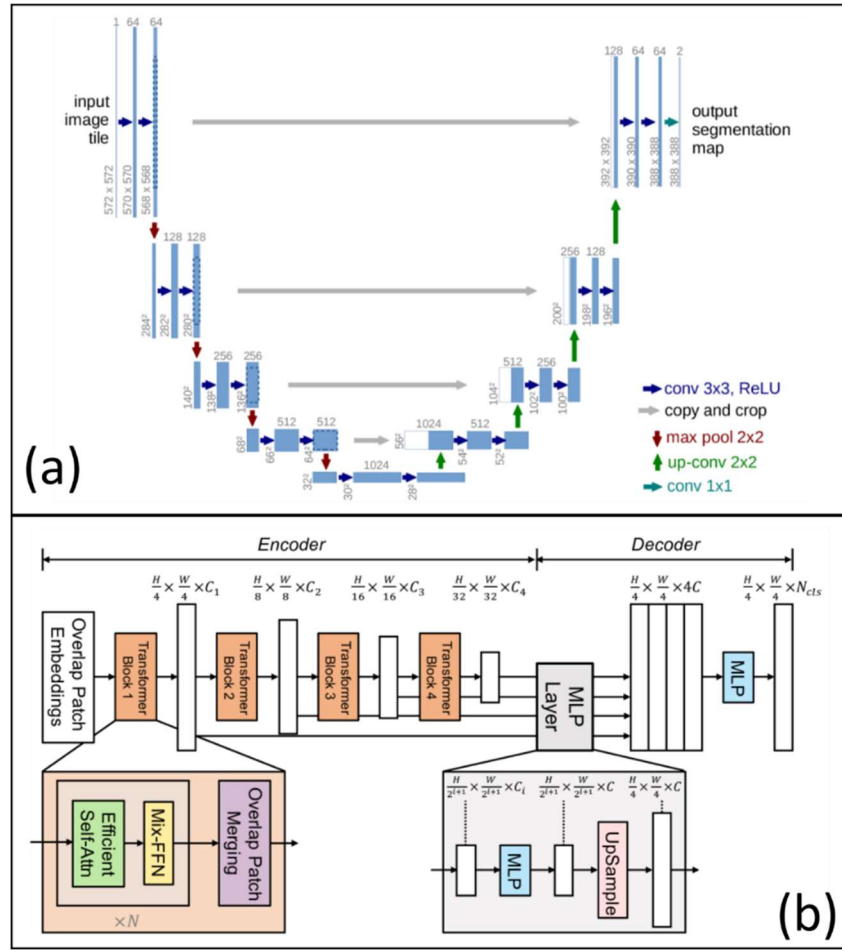 1 64 64
128 64 64 2
input
image
tile
output
segmentation
map
572 x 572
570 x 570
568 x 568
392 x 392
390 x 390
388 x 388
388 x 388
128 128
256 128
284²
282²
280²
200²
198²
196²
256 256
512 256
140²
138²
136²
104²
102²
100²
512 512
1024 512
68²
66²
64²
56²
54²
52²
1024
32²
30²
28²
conv 3x3, ReLU
copy and crop
max pool 2x2
up-conv 2x2
conv 1x1
(a)
Encoder
Decoder
H/4 × W/4 × C₁
H/8 × W/8 × C₂
H/16 × W/16 × C₃
H/32 × W/32 × C₄
H/4 × W/4 × 4C
H/4 × W/4 × N_cls
Overlap Patch
Embeddings
Transformer
Block 1
Transformer
Block 2
Transformer
Block 3
Transformer
Block 4
MLP
Layer
MLP
Efficient
Self-Attn
Mix-FFN
Overlap Patch
Merging
×N
H/2^(i+1) × W/2^(i+1) × C_i
H/2^(i+1) × W/2^(i+1) × C
H/4 × W/4 × C
MLP
UpSample
(b)